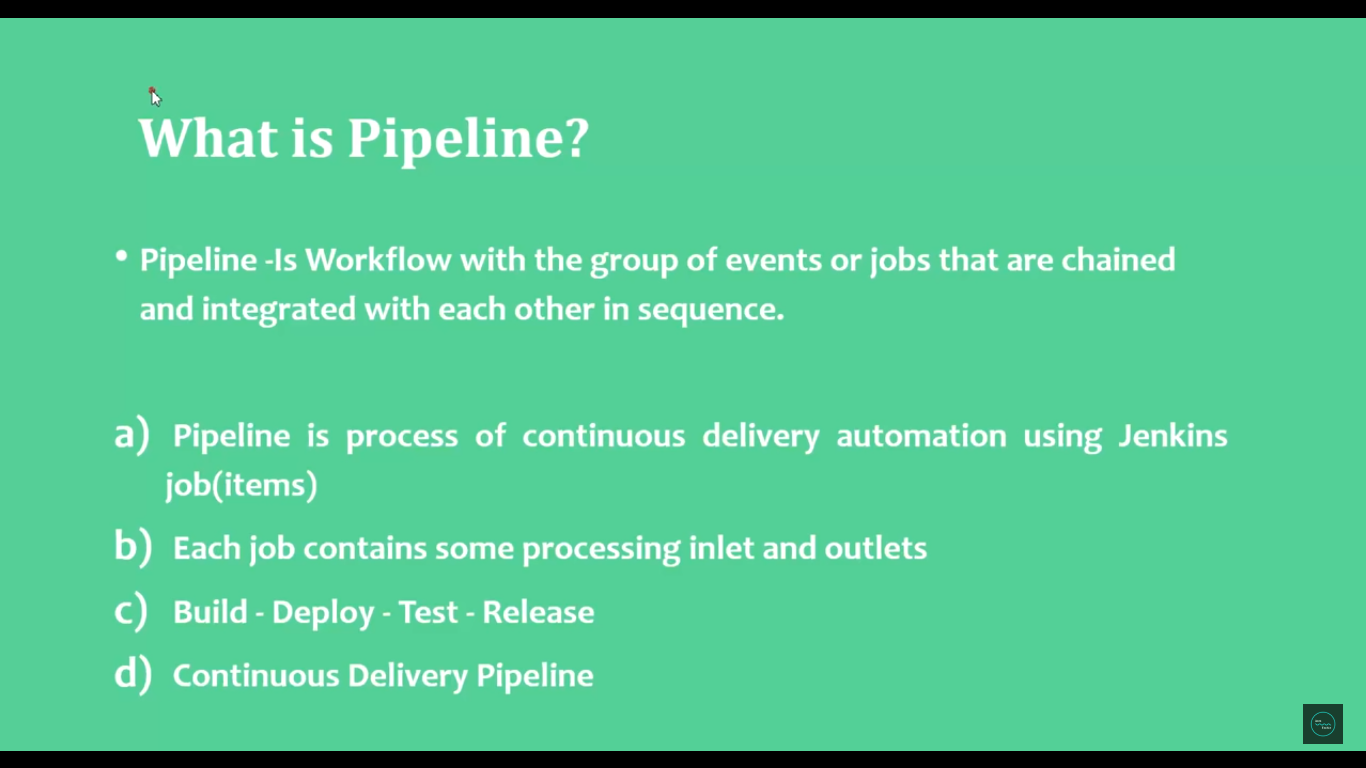 What is Pipeline?
• Pipeline -Is Workflow with the group of events or jobs that are chained
and integrated with each other in sequence.
a) Pipeline is process of continuous delivery automation using Jenkins
job(items)
b) Each job contains some processing inlet and outlets
c) Build - Deploy - Test - Release
d) Continuous Delivery Pipeline